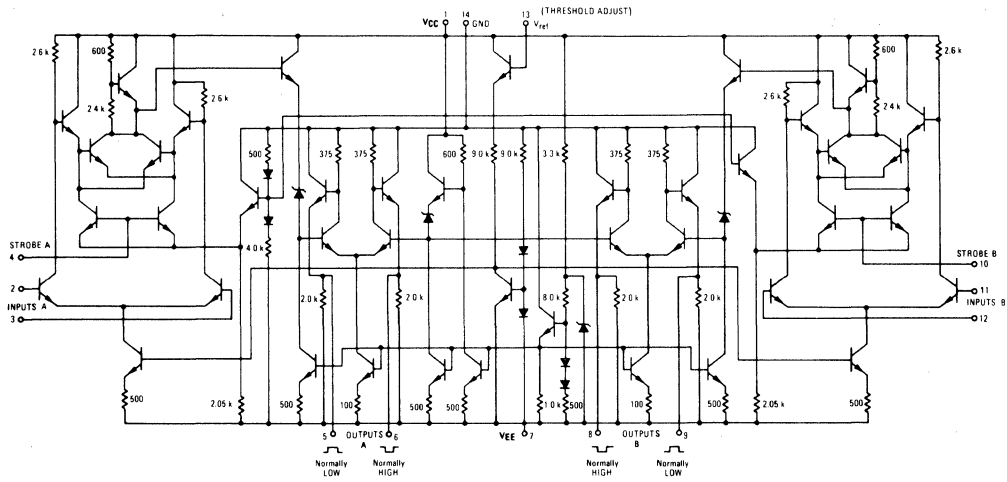 (THRESHOLD ADJUST)
VCC 1 14 GND 13 Vref
2.6 k 600 600 2.6 k
2.4 k 2.6 k 2.6 k 2.4 k
500 375 375 600 9.0 k 9.0 k 3.3 k 375 375
4.0 k
STROBE A
4
STROBE B
10
2
INPUTS A
3
11
INPUTS B
12
2.0 k 2.0 k 8.0 k 2.0 k 2.0 k
500 2.05 k 500 100 500 500 1.0 k 500 100 500 2.05 k 500
5 OUTPUTS A 6 VEE 7 8 OUTPUTS B 9
Normally LOW
Normally HIGH
Normally HIGH
Normally LOW